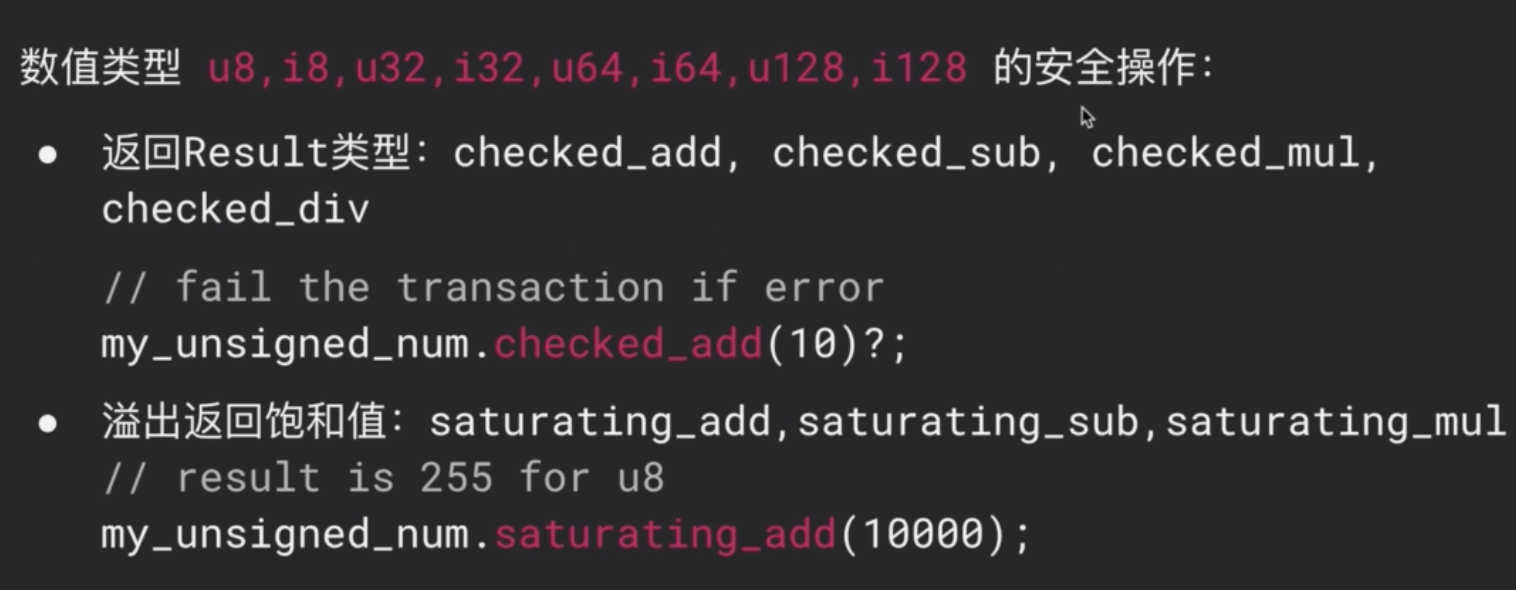 数值类型 u8,i8,u32,i32,u64,i64,u128,i128 的安全操作:
● 返回Result类型: checked_add, checked_sub, checked_mul,
checked_div
// fail the transaction if error
my_unsigned_num.checked_add(10)?;
● 溢出返回饱和值: saturating_add,saturating_sub,saturating_mul
// result is 255 for u8
my_unsigned_num.saturating_add(10000);